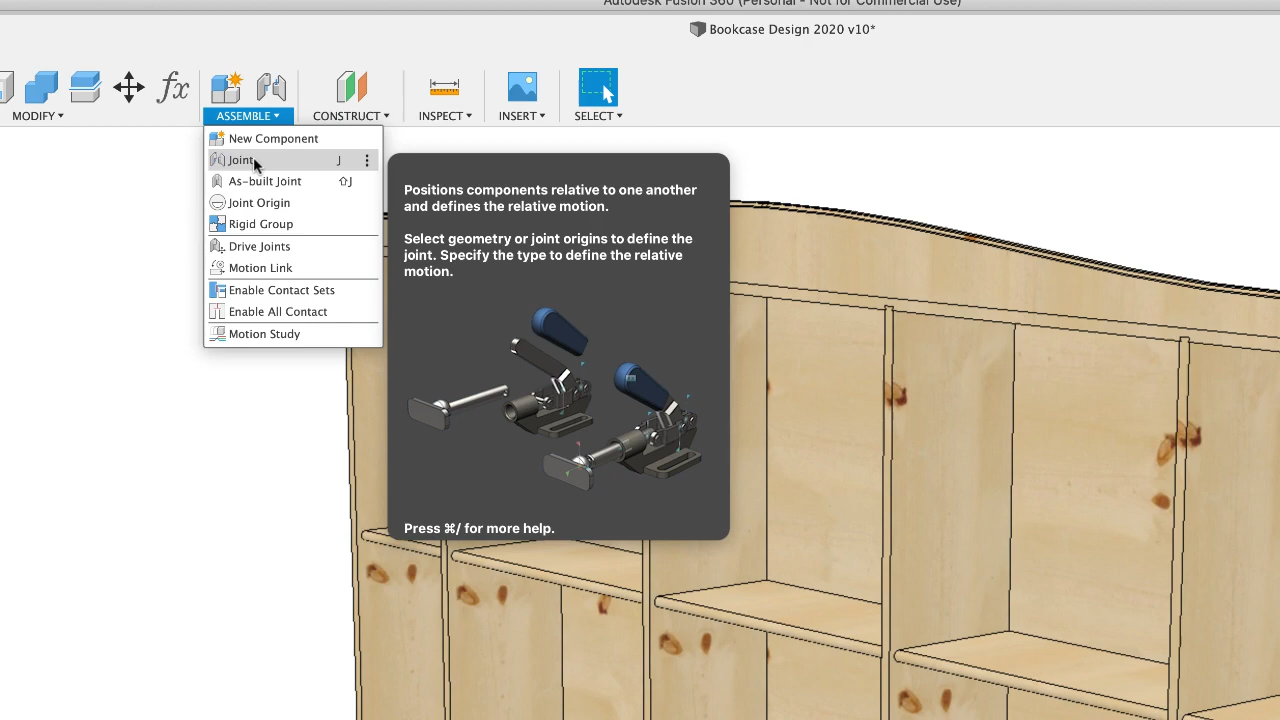 Autodesk Fusion 360 (Personal - Not for Commercial Use)
Bookcase Design 2020 v10*
fx
MODIFY ASSEMBLE CONSTRUCT INSPECT INSERT SELECT
New Component
Joint J
As-built Joint ⇧J
Joint Origin
Rigid Group
Drive Joints
Motion Link
Enable Contact Sets
Enable All Contact
Motion Study
Positions components relative to one another
and defines the relative motion.
Select geometry or joint origins to define the
joint. Specify the type to define the relative
motion.
Press ⌘/ for more help.